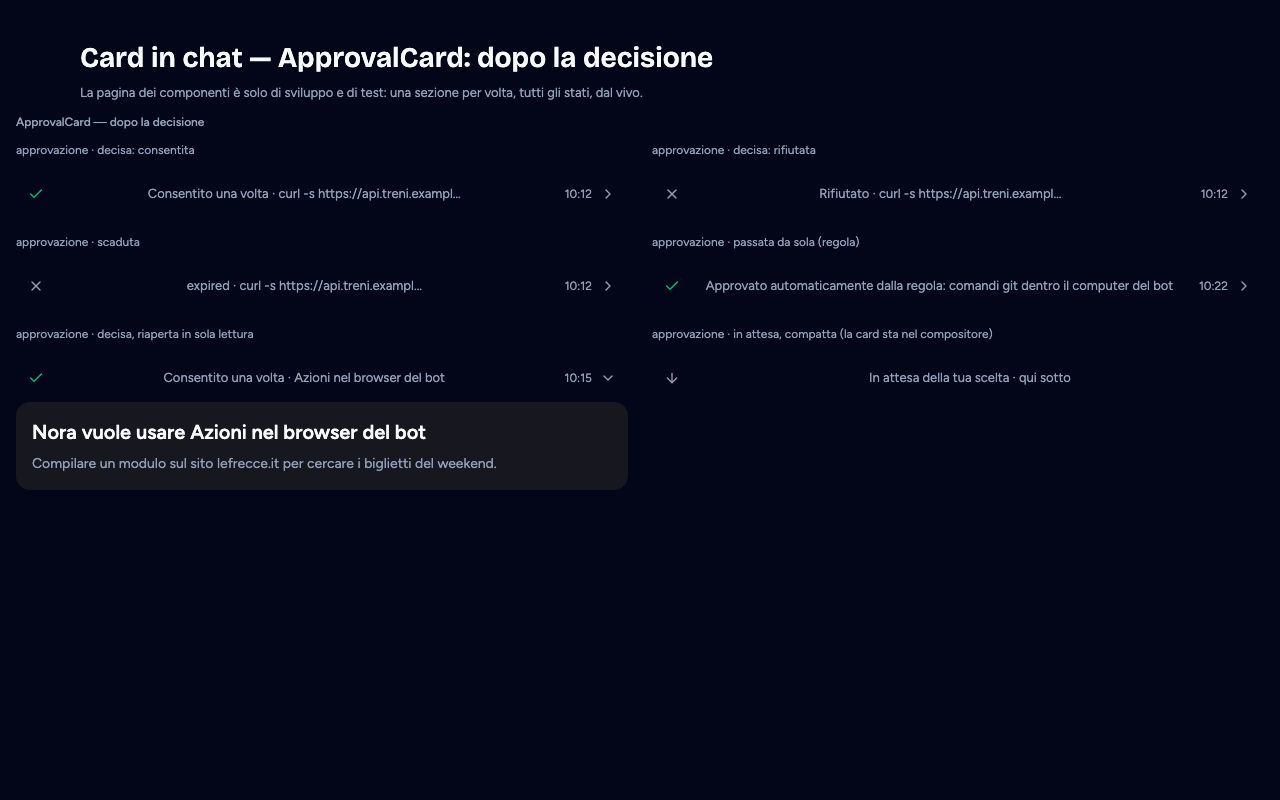 Card in chat — ApprovalCard: dopo la decisione
La pagina dei componenti è solo di sviluppo e di test: una sezione per volta, tutti gli stati, dal vivo.
ApprovalCard — dopo la decisione
approvazione · decisa: consentita
Consentito una volta · curl -s https://api.treni.exampl... 10:12
approvazione · decisa: rifiutata
Rifiutato · curl -s https://api.treni.exampl... 10:12
approvazione · scaduta
expired · curl -s https://api.treni.exampl... 10:12
approvazione · passata da sola (regola)
Approvato automaticamente dalla regola: comandi git dentro il computer del bot 10:22
approvazione · decisa, riaperta in sola lettura
Consentito una volta · Azioni nel browser del bot 10:15
Nora vuole usare Azioni nel browser del bot
Compilare un modulo sul sito lefrecce.it per cercare i biglietti del weekend.
approvazione · in attesa, compatta (la card sta nel compositore)
In attesa della tua scelta · qui sotto